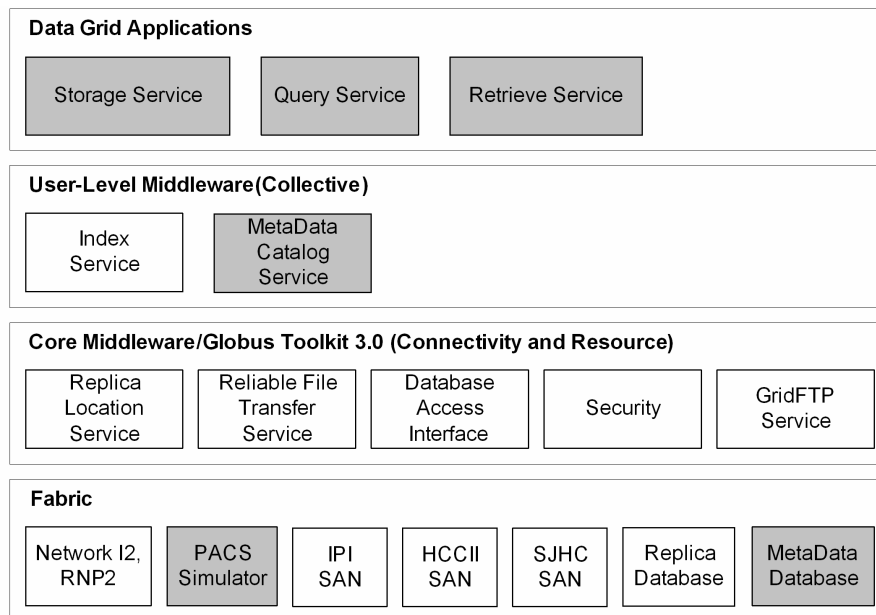 Data Grid Applications
Storage Service
Query Service
Retrieve Service
User-Level Middleware(Collective)
Index
Service
MetaData
Catalog
Service
Core Middleware/Globus Toolkit 3.0 (Connectivity and Resource)
Replica
Location
Service
Reliable File
Transfer
Service
Database
Access
Interface
Security
GridFTP
Service
Fabric
Network I2,
RNP2
PACS
Simulator
IPI
SAN
HCCII
SAN
SJHC
SAN
Replica
Database
MetaData
Database